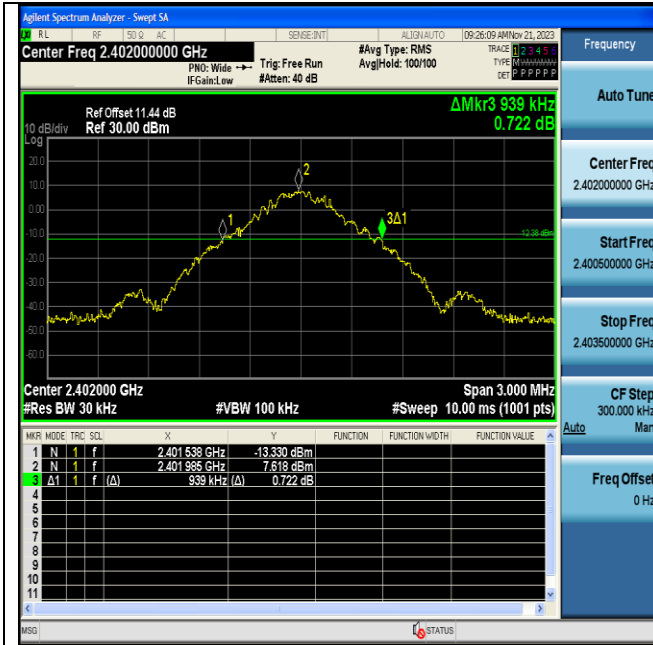 Agilent Spectrum Analyzer - Swept SA
RL RF 50 Ω AC SENSE:INT ALIGN AUTO 09:26:09 AM Nov 21, 2023
Center Freq 2.402000000 GHz
PNO: Wide
IFGain:Low
Trig: Free Run
#Atten: 40 dB
#Avg Type: RMS
Avg|Hold: 100/100
TRACE 1 2 3 4 5 6
TYPE M
DET P P P P P P
Frequency
Ref Offset 11.44 dB
10 dB/div Ref 30.00 dBm
Log
ΔMkr3 939 kHz
0.722 dB
20.0
10.0
0.00
-10.0
-20.0
-30.0
-40.0
-50.0
-60.0
1
2
3Δ1
-12.38 dBm
Center 2.402000 GHz Span 3.000 MHz
#Res BW 30 kHz #VBW 100 kHz #Sweep 10.00 ms (1001 pts)
MKR MODE TRC SCL X Y FUNCTION FUNCTION WIDTH FUNCTION VALUE
1 N 1 f 2.401 538 GHz -13.330 dBm
2 N 1 f 2.401 985 GHz 7.618 dBm
3 Δ1 1 f (Δ) 939 kHz (Δ) 0.722 dB
4
5
6
7
8
9
10
11
MSG STATUS
Auto Tune
Center Freq
2.402000000 GHz
Start Freq
2.400500000 GHz
Stop Freq
2.403500000 GHz
CF Step
300.000 kHz
Auto Man
Freq Offset
0 Hz